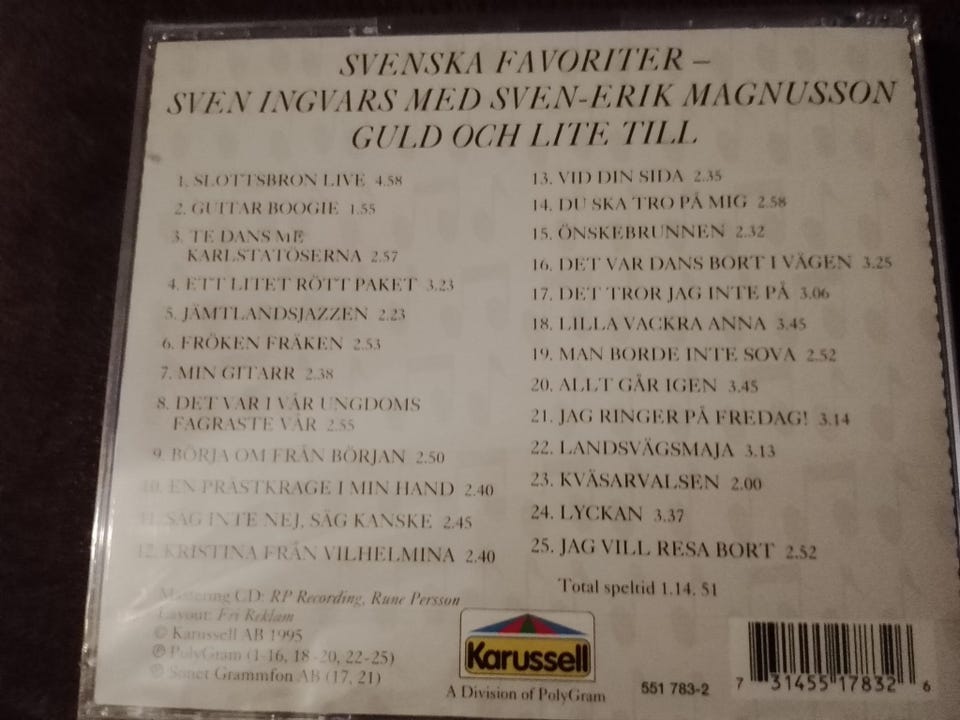 SVENSKA FAVORITER –
SVEN INGVARS MED SVEN-ERIK MAGNUSSON
GULD OCH LITE TILL
1. SLOTTSBRON LIVE 4.58
2. GUITAR BOOGIE 1.55
3. TE DANS ME
KARLSTATÖSERNA 2.57
4. ETT LITET RÖTT PAKET 3.23
5. JÄMTLANDSJAZZEN 2.23
6. FRÖKEN FRÄKEN 2.53
7. MIN GITARR 2.38
8. DET VAR I VÅR UNGDOMS
FAGRASTE VÅR 2.55
9. BÖRJA OM FRÅN BÖRJAN 2.50
10. EN PRÄSTKRAGE I MIN HAND 2.40
11. SÄG INTE NEJ, SÄG KANSKE 2.45
12. KRISTINA FRÅN VILHELMINA 2.40
13. VID DIN SIDA 2.35
14. DU SKA TRO PÅ MIG 2.58
15. ÖNSKEBRUNNEN 2.32
16. DET VAR DANS BORT I VÄGEN 3.25
17. DET TROR JAG INTE PÅ 3.06
18. LILLA VACKRA ANNA 3.45
19. MAN BORDE INTE SOVA 2.52
20. ALLT GÅR IGEN 3.45
21. JAG RINGER PÅ FREDAG! 3.14
22. LANDSVÄGSMAJA 3.13
23. KVÄSARVALSEN 2.00
24. LYCKAN 3.37
25. JAG VILL RESA BORT 2.52
Total speltid 1.14. 51
Mastering CD: RP Recording, Rune Persson
Layout: Fri Reklam
© Karussell AB 1995
℗ PolyGram (1-16, 18-20, 22-25)
℗ Sonet Grammfon AB (17, 21)
Karussell
A Division of PolyGram
551 783-2
7 31455 17832 6